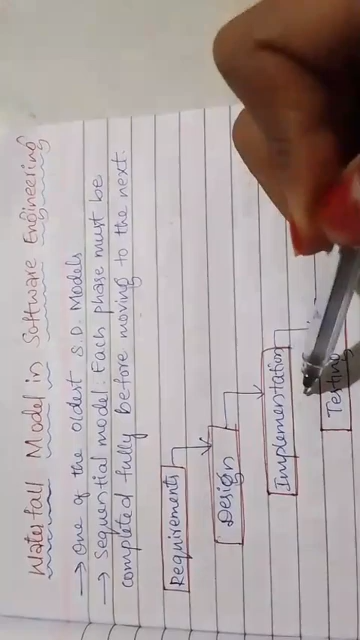 Waterfall Model in Software Engineering
→ One of the oldest S.D. Models
→ Sequential model: Each phase must be
completed fully before moving to the next.
Requirements
Design
Implementation
Testing